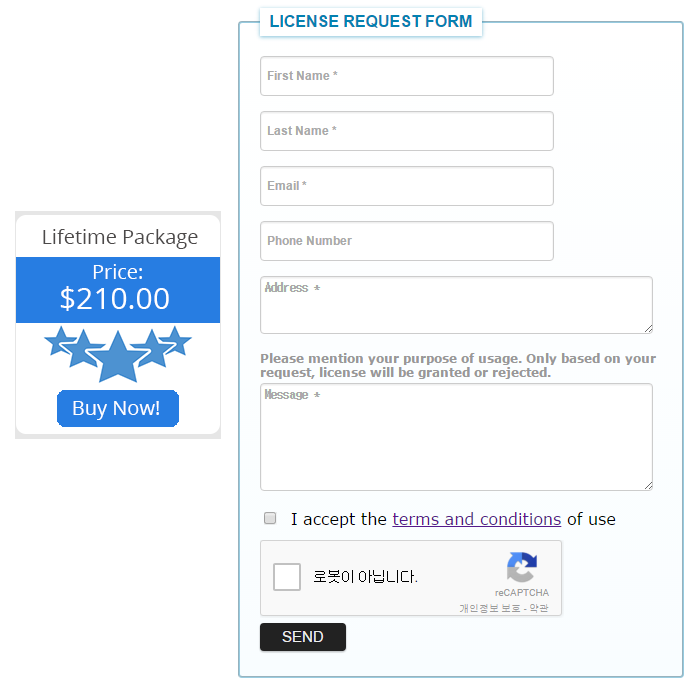 LICENSE REQUEST FORM
First Name *
Last Name *
Email *
Phone Number
Address *
Please mention your purpose of usage. Only based on your
request, license will be granted or rejected.
Message *
I accept the terms and conditions of use
로봇이 아닙니다.
reCAPTCHA
개인정보 보호 - 약관
SEND
Lifetime Package
Price:
$210.00
Buy Now!